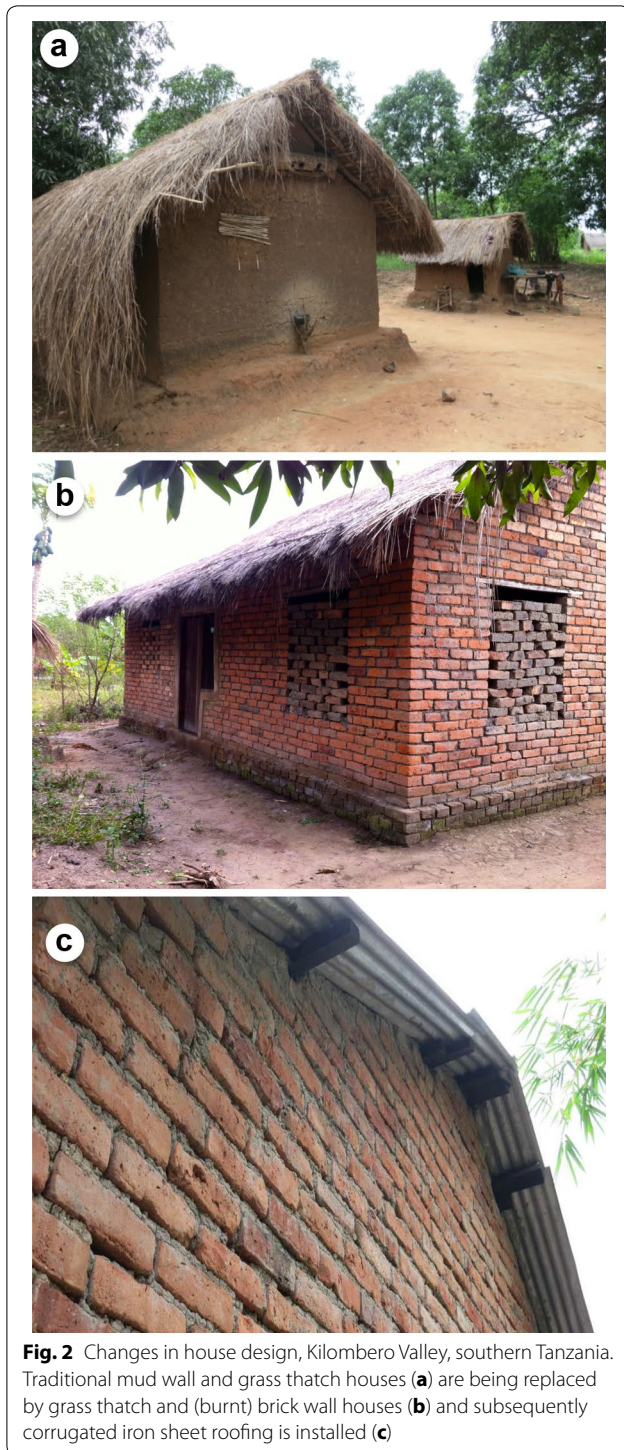 a
b
c
Fig. 2 Changes in house design, Kilombero Valley, southern Tanzania.
Traditional mud wall and grass thatch houses (a) are being replaced
by grass thatch and (burnt) brick wall houses (b) and subsequently
corrugated iron sheet roofing is installed (c)